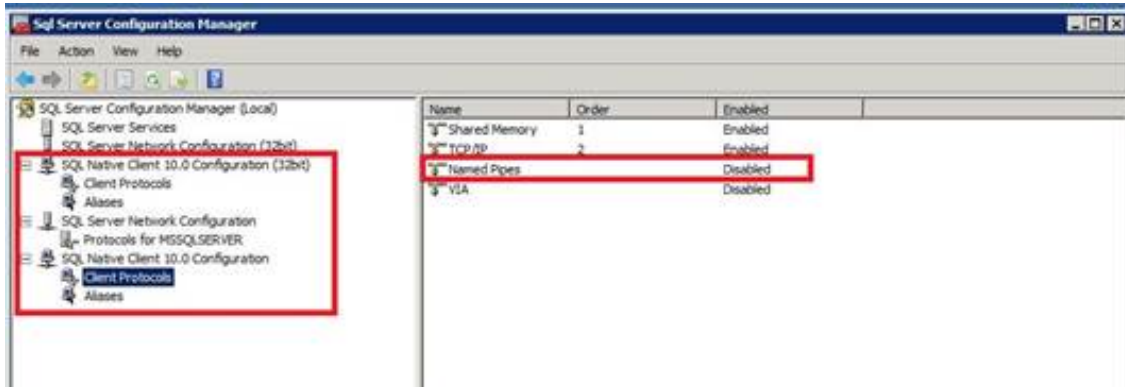 Sql Server Configuration Manager
File Action View Help
SQL Server Configuration Manager (Local)
SQL Server Services
SQL Server Network Configuration (32bit)
SQL Native Client 10.0 Configuration (32bit)
Client Protocols
Aliases
SQL Server Network Configuration
Protocols for MSSQLSERVER
SQL Native Client 10.0 Configuration
Client Protocols
Aliases
Name Order Enabled
Shared Memory 1 Enabled
TCP/IP 2 Enabled
Named Pipes Disabled
VIA Disabled